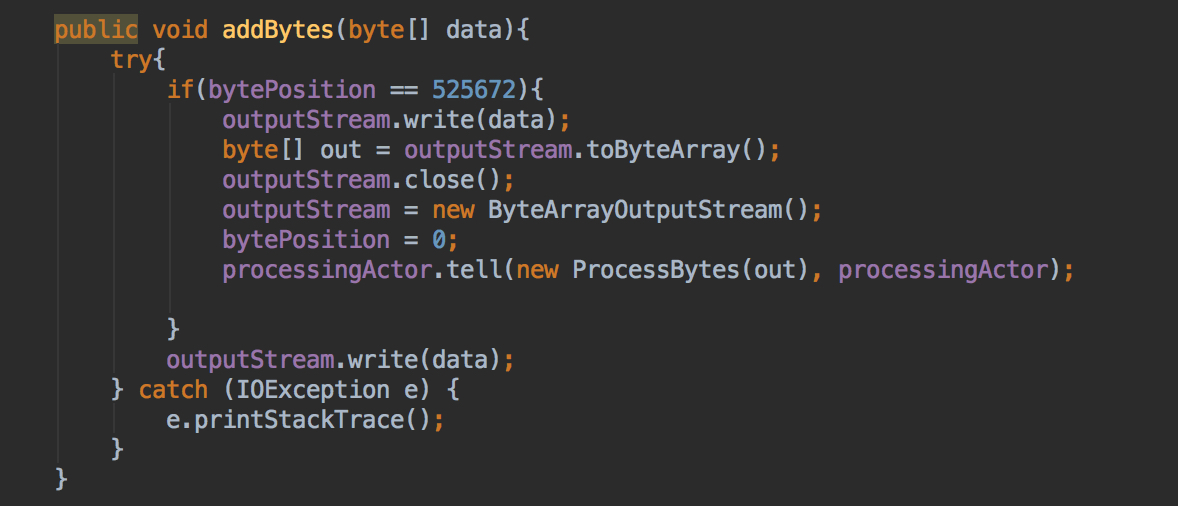 public void addBytes(byte[] data){
    try{
        if(bytePosition == 525672){
            outputStream.write(data);
            byte[] out = outputStream.toByteArray();
            outputStream.close();
            outputStream = new ByteArrayOutputStream();
            bytePosition = 0;
            processingActor.tell(new ProcessBytes(out), processingActor);

        }
        outputStream.write(data);
    } catch (IOException e) {
        e.printStackTrace();
    }
}